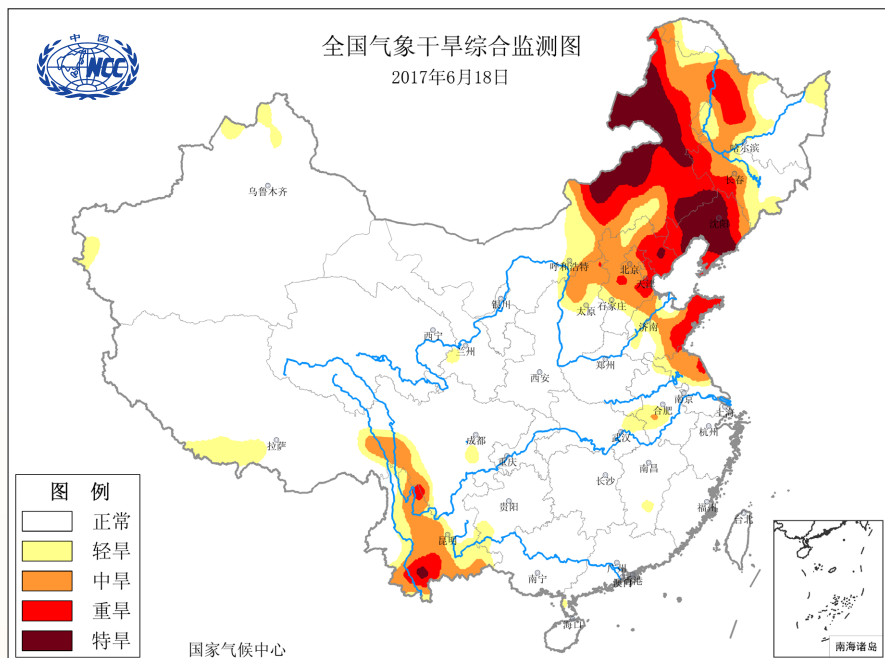 中国
NCC
全国气象干旱综合监测图
2017年6月18日
哈尔滨
长春
乌鲁木齐
沈阳
呼和浩特
北京
天津
银川
石家庄
太原
济南
西宁
兰州
郑州
西安
南京
合肥
上海
拉萨
成都
武汉
杭州
重庆
南昌
长沙
贵阳
福州
台北
昆明
广州
香港
澳门
南宁
海口
图 例
正常
轻旱
中旱
重旱
特旱
国家气候中心
南海诸岛